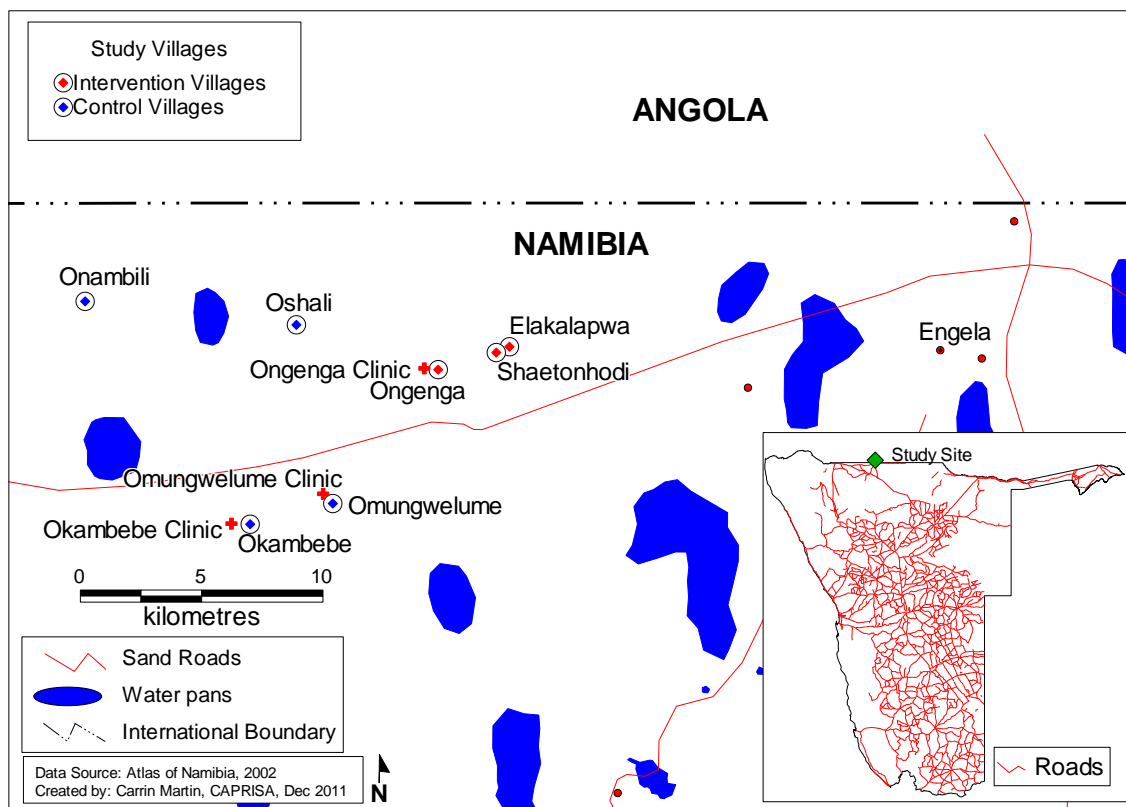 Study Villages
Intervention Villages
Control Villages
ANGOLA
NAMIBIA
Onambili
Oshali
Elakalapwa
Engela
Ongenga Clinic
Shaetonhodi
Ongenga
Study Site
Omungwelume Clinic
Omungwelume
Okambebe Clinic
Okambebe
0 5 10
kilometres
Sand Roads
Water pans
International Boundary
Data Source: Atlas of Namibia, 2002
Created by: Carrin Martin, CAPRISA, Dec 2011
N
Roads